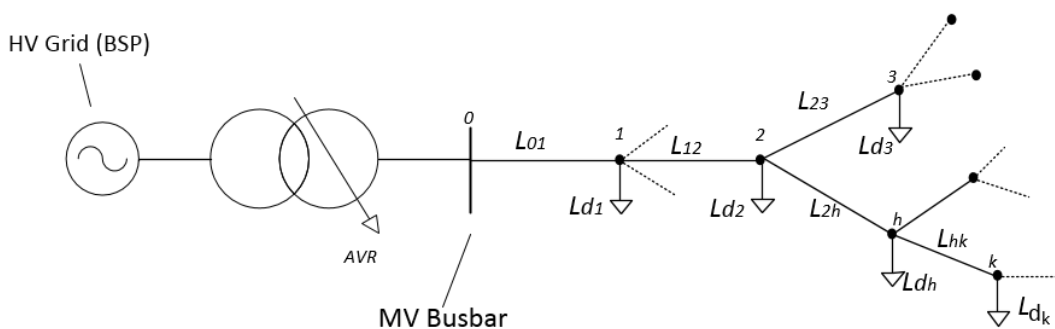 HV Grid (BSP)
AVR
0
MV Busbar
L01
1
Ld1
L12
2
Ld2
L23
3
Ld3
L2h
h
Ldh
Lhk
k
Ldk